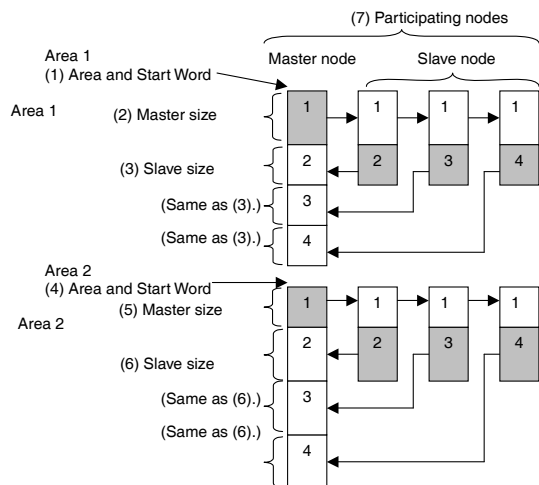 (7) Participating nodes
Area 1
Master node
Slave node
(1) Area and Start Word
Area 1
(2) Master size
1
1
1
1
(3) Slave size
2
2
3
4
(Same as (3).)
3
(Same as (3).)
4
Area 2
(4) Area and Start Word
(5) Master size
1
1
1
1
Area 2
(6) Slave size
2
2
3
4
(Same as (6).)
3
(Same as (6).)
4